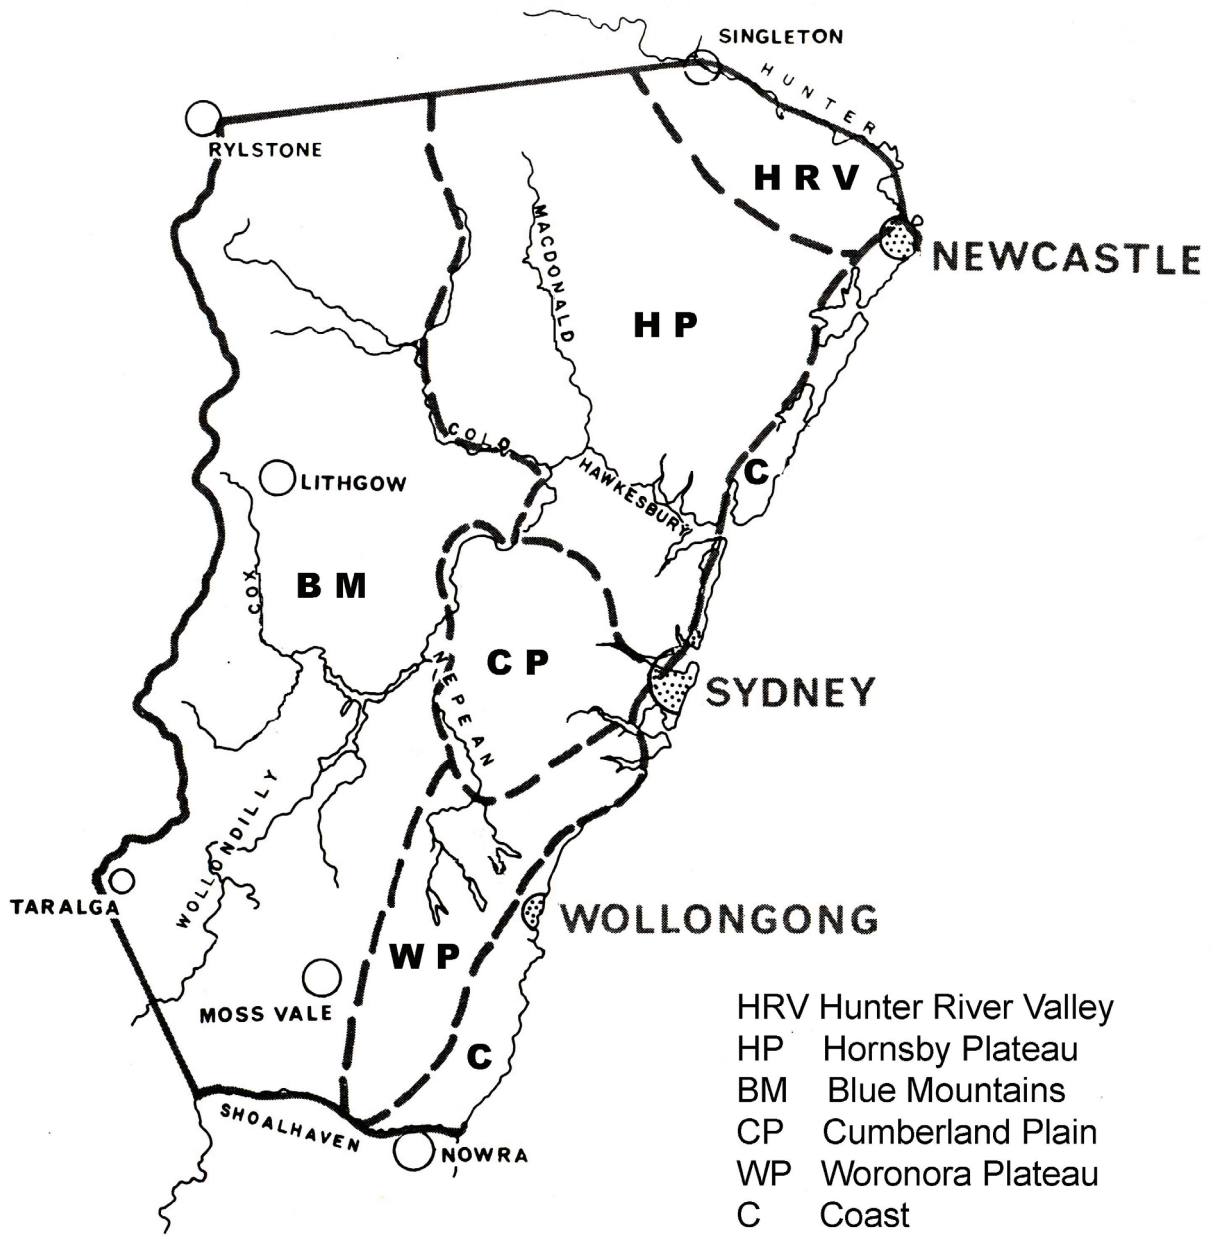 SINGLETON
HUNTER
RYLSTONE
HRV
MACDONALD
NEWCASTLE
HP
COLO
HAWKESBURY
C
LITHGOW
COX
BM
CP
NEPEAN
SYDNEY
WOLLONDILLY
TARALGA
WOLLONGONG
WP
MOSS VALE
C
SHOALHAVEN
NOWRA
HRV Hunter River Valley
HP Hornsby Plateau
BM Blue Mountains
CP Cumberland Plain
WP Woronora Plateau
C Coast